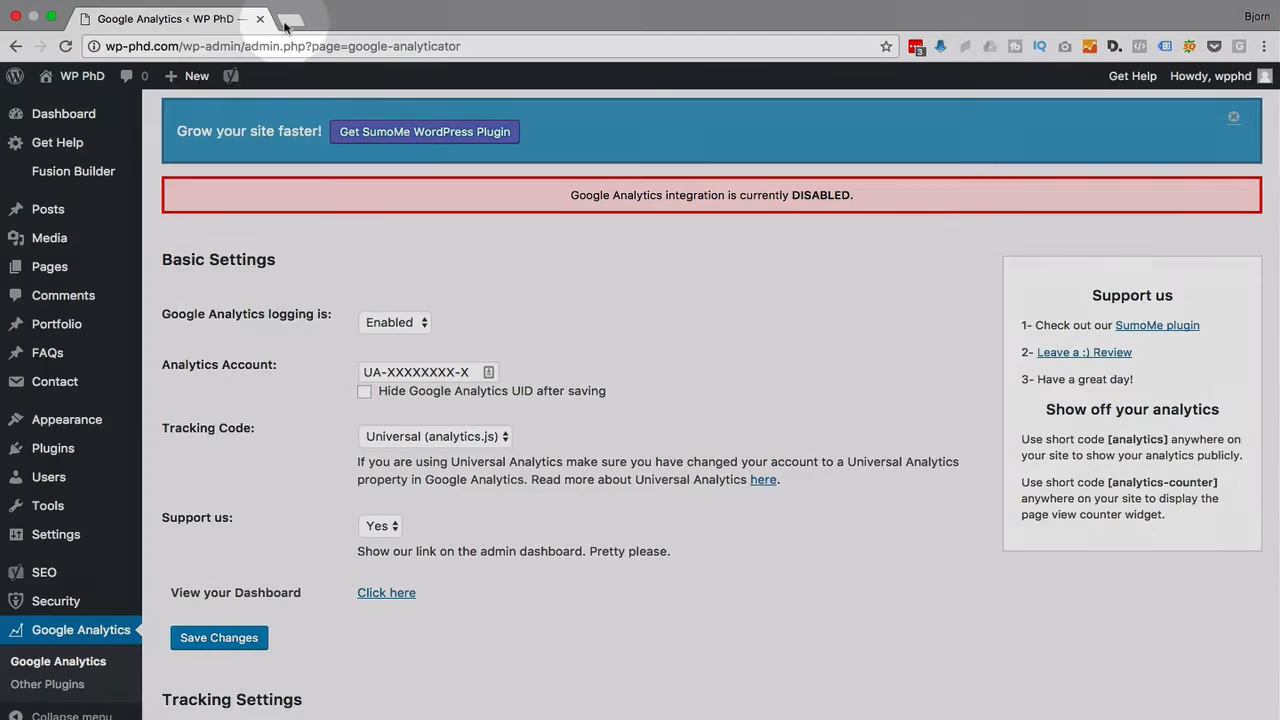 Google Analytics ‹ WP PhD —
Bjorn
wp-phd.com/wp-admin/admin.php?page=google-analyticator
3
IQ
WP PhD
0
New
Get Help
Howdy, wpphd
Dashboard
Get Help
Fusion Builder
Posts
Media
Pages
Comments
Portfolio
FAQs
Contact
Appearance
Plugins
Users
Tools
Settings
SEO
Security
Google Analytics
Google Analytics
Other Plugins
Collapse menu
Grow your site faster!
Get SumoMe WordPress Plugin
Google Analytics integration is currently DISABLED.
Basic Settings
Google Analytics logging is:
Enabled
Analytics Account:
UA-XXXXXXXX-X
Hide Google Analytics UID after saving
Tracking Code:
Universal (analytics.js)
If you are using Universal Analytics make sure you have changed your account to a Universal Analytics
property in Google Analytics. Read more about Universal Analytics here.
Support us:
Yes
Show our link on the admin dashboard. Pretty please.
View your Dashboard
Click here
Save Changes
Tracking Settings
Support us
1- Check out our SumoMe plugin
2- Leave a :) Review
3- Have a great day!
Show off your analytics
Use short code [analytics] anywhere on
your site to show your analytics publicly.
Use short code [analytics-counter]
anywhere on your site to display the
page view counter widget.